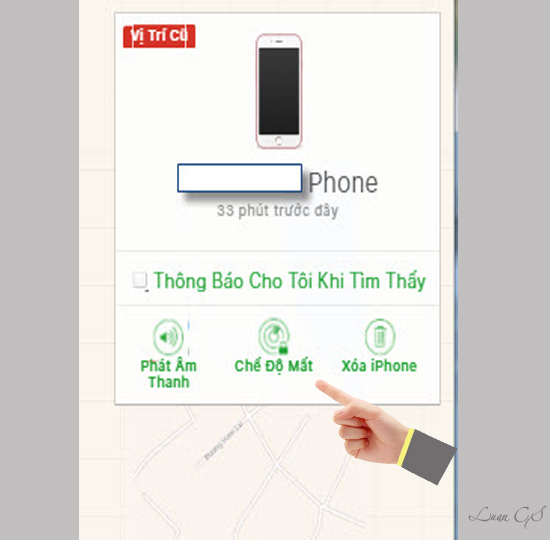 Vị Trí Cũ
Phone
33 phút trước đây
Thông Báo Cho Tôi Khi Tìm Thấy
Phát Âm
Thanh
Chế Độ Mất
Xóa iPhone
Luan GS